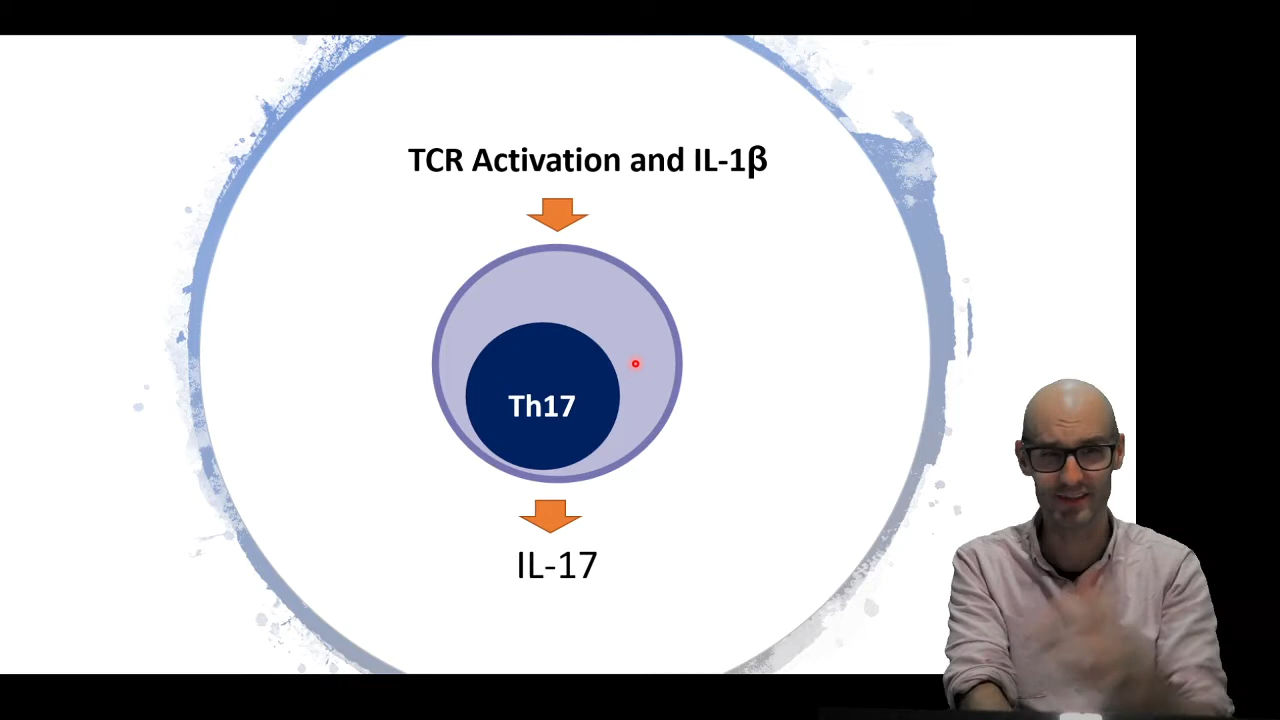 TCR Activation and IL-1β
Th17
IL-17